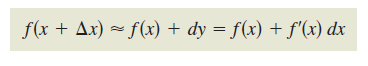 f(x + Δx) ≈ f(x) + dy = f(x) + f'(x) dx